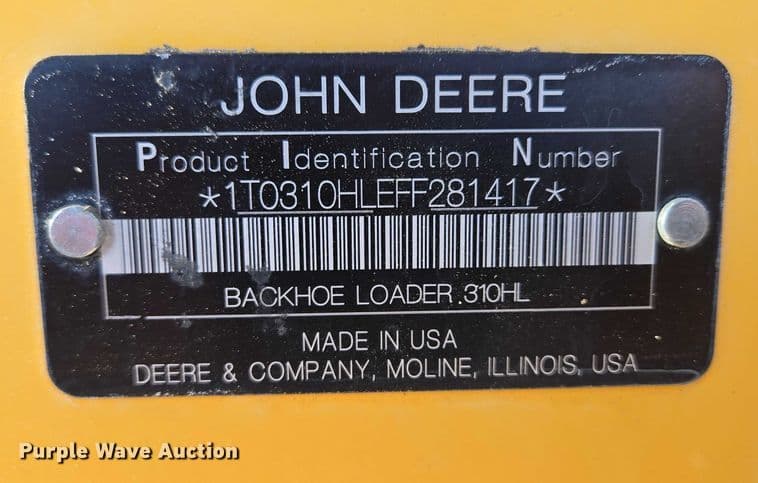 JOHN DEERE
Product Identification Number
*1T0310HLEFF281417*
BACKHOE LOADER 310HL
MADE IN USA
DEERE & COMPANY, MOLINE, ILLINOIS, USA
Purple Wave Auction